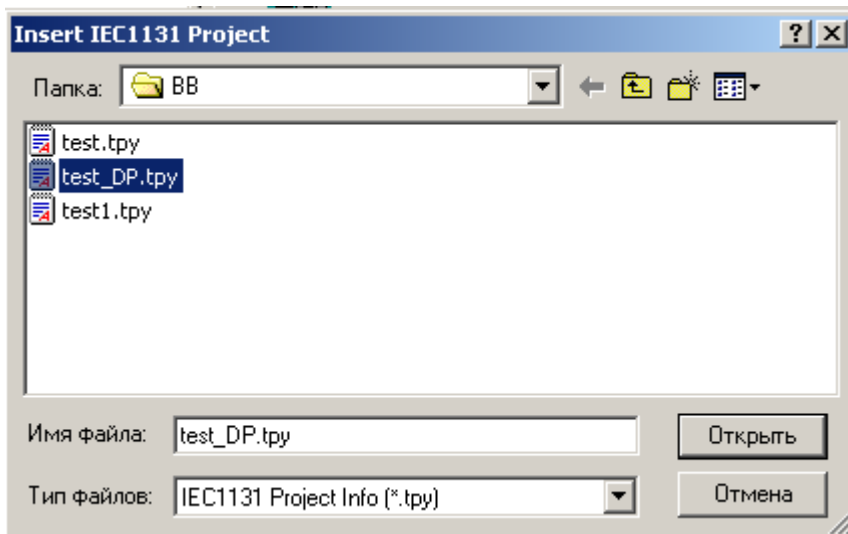 Insert IEC1131 Project
Папка: BB
test.tpy
test_DP.tpy
test1.tpy
Имя файла: test_DP.tpy Открыть
Тип файлов: IEC1131 Project Info (*.tpy) Отмена